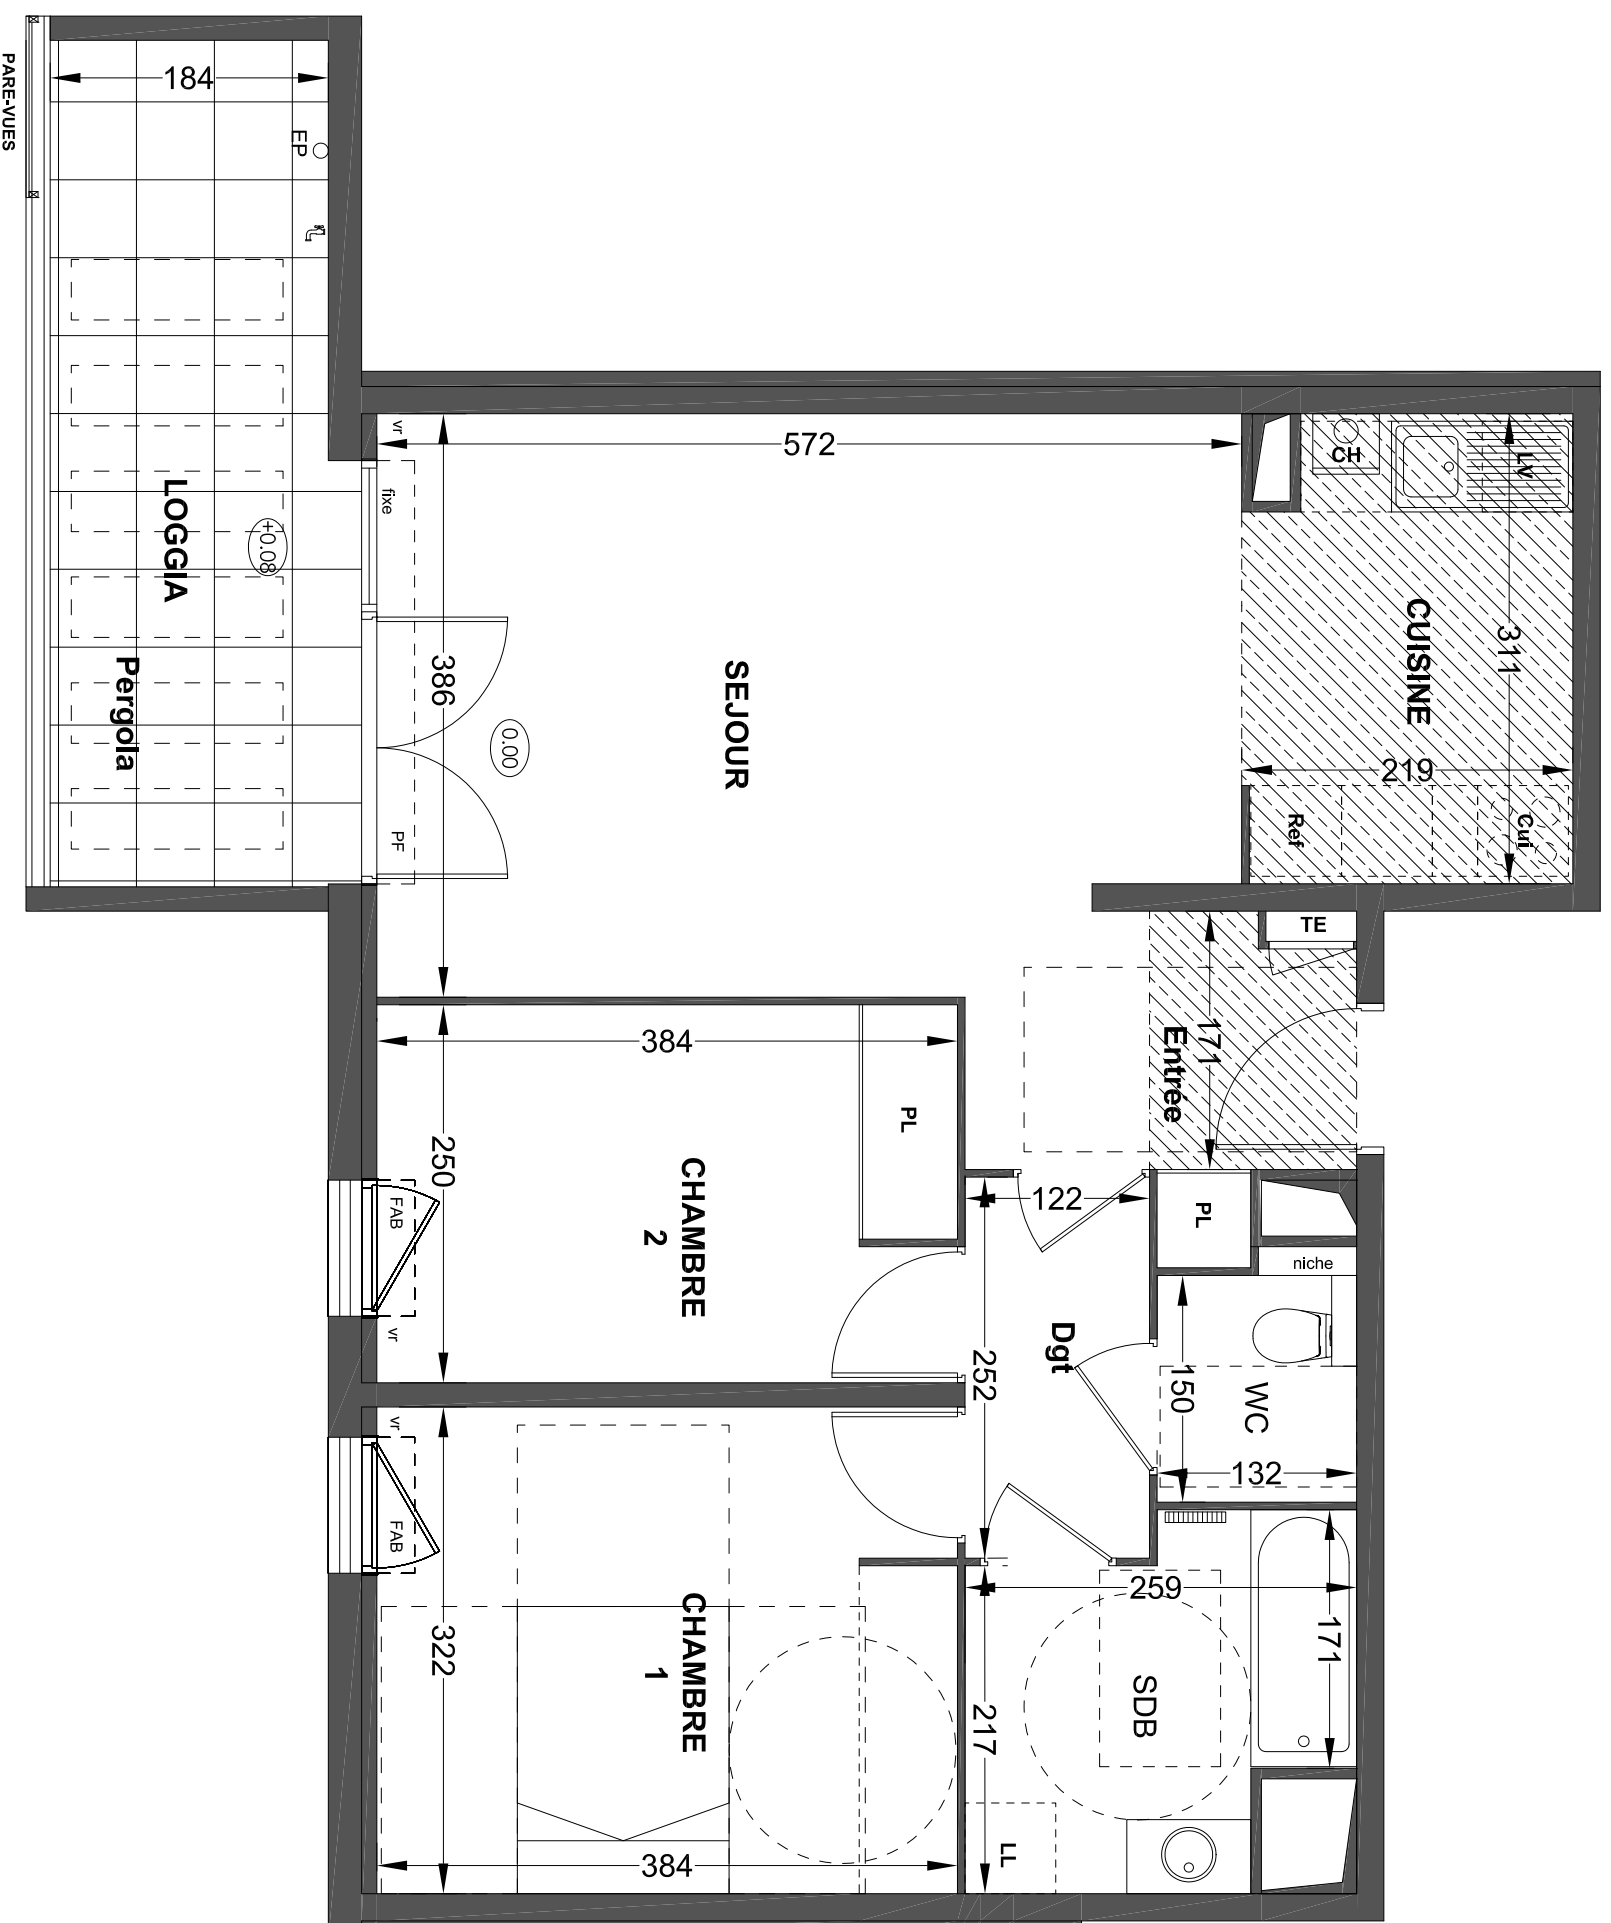 PARE-VUES
184
EP
LOGGIA
+0.08
Pergola
vr
fixe
572
386
0.00
PF
SEJOUR
CH
LV
CUISINE
311
219
Ref
Cui
TE
171
Entrée
384
PL
250
CHAMBRE
2
FAB
vr
122
PL
niche
Dgt
252
150
WC
132
vr
FAB
322
CHAMBRE
1
384
259
171
SDB
217
LL